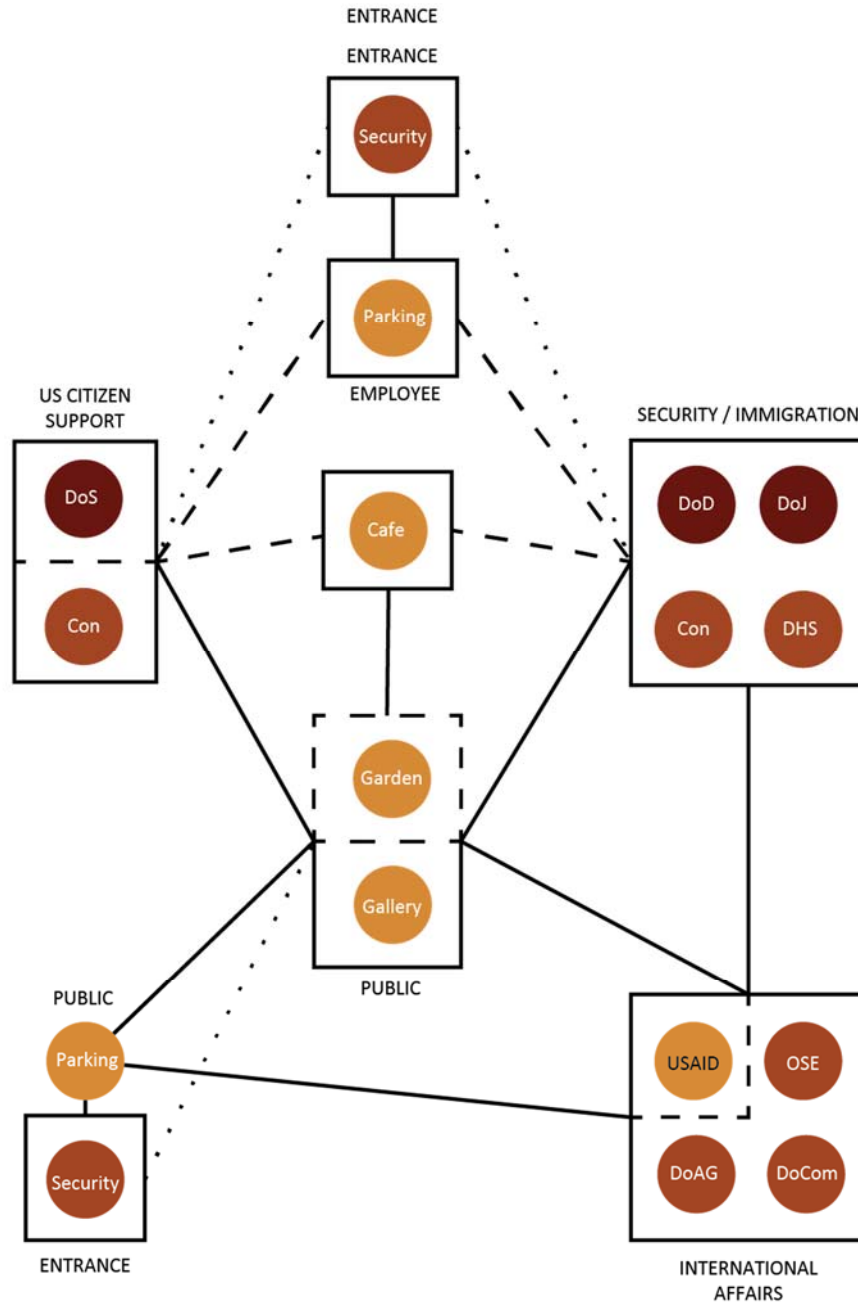 ENTRANCE
ENTRANCE
Security
Parking
EMPLOYEE
US CITIZEN
SUPPORT
DoS
Con
Cafe
SECURITY / IMMIGRATION
DoD
DoJ
Con
DHS
Garden
Gallery
PUBLIC
PUBLIC
Parking
Security
ENTRANCE
USAID
OSE
DoAG
DoCom
INTERNATIONAL
AFFAIRS